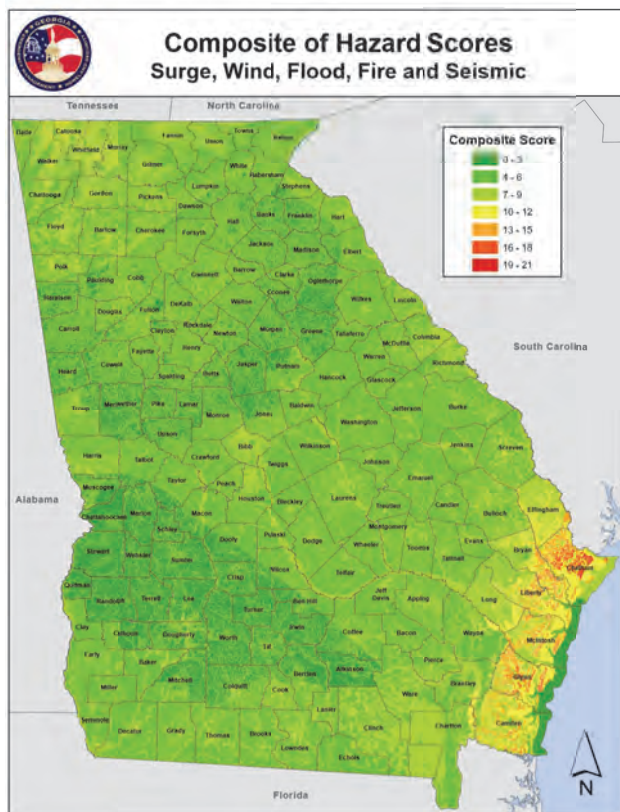 GEORGIA
Composite of Hazard Scores
Surge, Wind, Flood, Fire and Seismic
Tennessees
North Carolina
Composite Score
0 - 3
4 - 6
7 - 9
10 - 12
13 - 15
16 - 18
19 - 21
Dade
Catoosa
Whitfield
Murray
Fannin
Union
Towns
Rabun
Walker
Gilmer
White
Habersham
Lumpkin
Stephens
Chattooga
Gordon
Pickens
Dawson
Hall
Banks
Franklin
Hart
Floyd
Bartow
Cherokee
Forsyth
Jackson
Madison
Elbert
Polk
Paulding
Cobb
Gwinnett
Barrow
Clarke
Oglethorpe
Haralson
Douglas
Fulton
DeKalb
Walton
Oconee
Wilkes
Lincoln
Carroll
Clayton
Rockdale
Newton
Morgan
Greene
Taliaferro
McDuffie
Columbia
Fayette
Henry
Warren
Richmond
Heard
Coweta
Spalding
Butts
Jasper
Putnam
Hancock
Glascock
South Carolina
Troup
Meriwether
Pike
Lamar
Monroe
Jones
Baldwin
Washington
Jefferson
Burke
Upson
Bibb
Wilkinson
Jenkins
Screven
Harris
Talbot
Crawford
Twiggs
Johnson
Muscogee
Taylor
Peach
Houston
Bleckley
Laurens
Emanuel
Alabama
Chattahoochee
Marion
Macon
Treutlen
Candler
Bulloch
Effingham
Schley
Dooly
Pulaski
Dodge
Montgomery
Wheeler
Toombs
Evans
Bryan
Stewart
Webster
Sumter
Tattnall
Chatham
Wilcox
Telfair
Quitman
Crisp
Jeff
Davis
Appling
Long
Liberty
Randolph
Terrell
Lee
Turner
Ben Hill
Clay
Calhoun
Dougherty
Worth
Tift
Irwin
Coffee
Bacon
Wayne
McIntosh
Early
Baker
Mitchell
Berrien
Atkinson
Pierce
Glynn
Miller
Colquitt
Cook
Ware
Brantley
Lanier
Seminole
Decatur
Grady
Thomas
Brooks
Lowndes
Clinch
Echols
Charlton
Camden
Florida
N